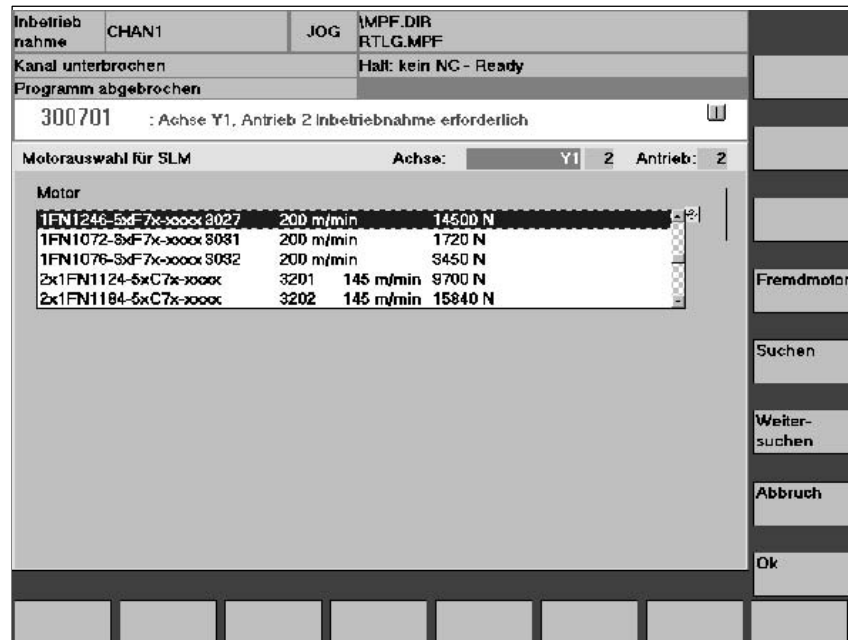 Inbetrieb
nahme
CHAN1
JOG
\MPF.DIR
RTLG.MPF
Kanal unterbrochen
Halt: kein NC - Ready
Programm abgebrochen
300701 : Achse Y1, Antrieb 2 Inbetriebnahme erforderlich
Motorauswahl für SLM Achse: Y1 2 Antrieb: 2
Motor
1FN1246-5xF7x-xxxx 3027 200 m/min 14500 N
1FN1072-3xF7x-xxxx 3031 200 m/min 1720 N
1FN1076-3xF7x-xxxx 3032 200 m/min 3450 N
2x1FN1124-5xC7x-xxxx 3201 145 m/min 9700 N
2x1FN1184-5xC7x-xxxx 3202 145 m/min 15840 N
Fremdmotor
Suchen
Weiter-
suchen
Abbruch
Ok